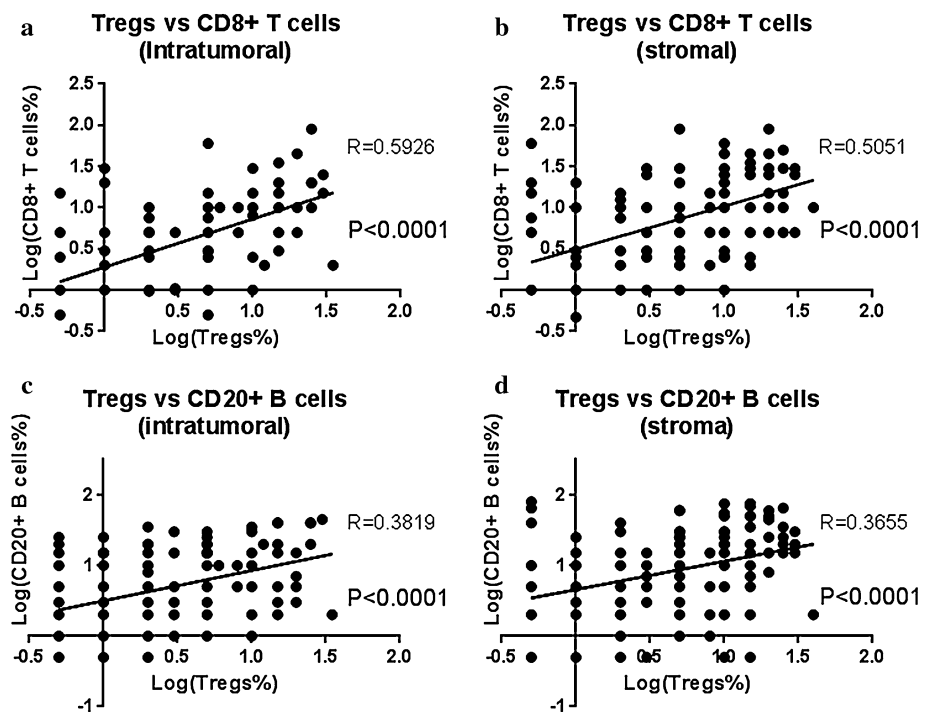 a
Tregs vs CD8+ T cells
(Intratumoral)
Log(CD8+ T cells%)
2.5
2.0
1.5
1.0
0.5
-0.5
-0.5
0.5
1.0
1.5
2.0
Log(Tregs%)
R=0.5926
P<0.0001
b
Tregs vs CD8+ T cells
(stromal)
Log(CD8+ T cells%)
2.5
2.0
1.5
1.0
0.5
-0.5
-0.5
0.5
1.0
1.5
2.0
Log(Tregs%)
R=0.5051
P<0.0001
c
Tregs vs CD20+ B cells
(intratumoral)
Log(CD20+ B cells%)
2
1
-1
-0.5
0.5
1.0
1.5
2.0
Log(Tregs%)
R=0.3819
P<0.0001
d
Tregs vs CD20+ B cells
(stroma)
Log(CD20+ B cells%)
2
1
-1
-0.5
0.5
1.0
1.5
2.0
Log(Tregs%)
R=0.3655
P<0.0001